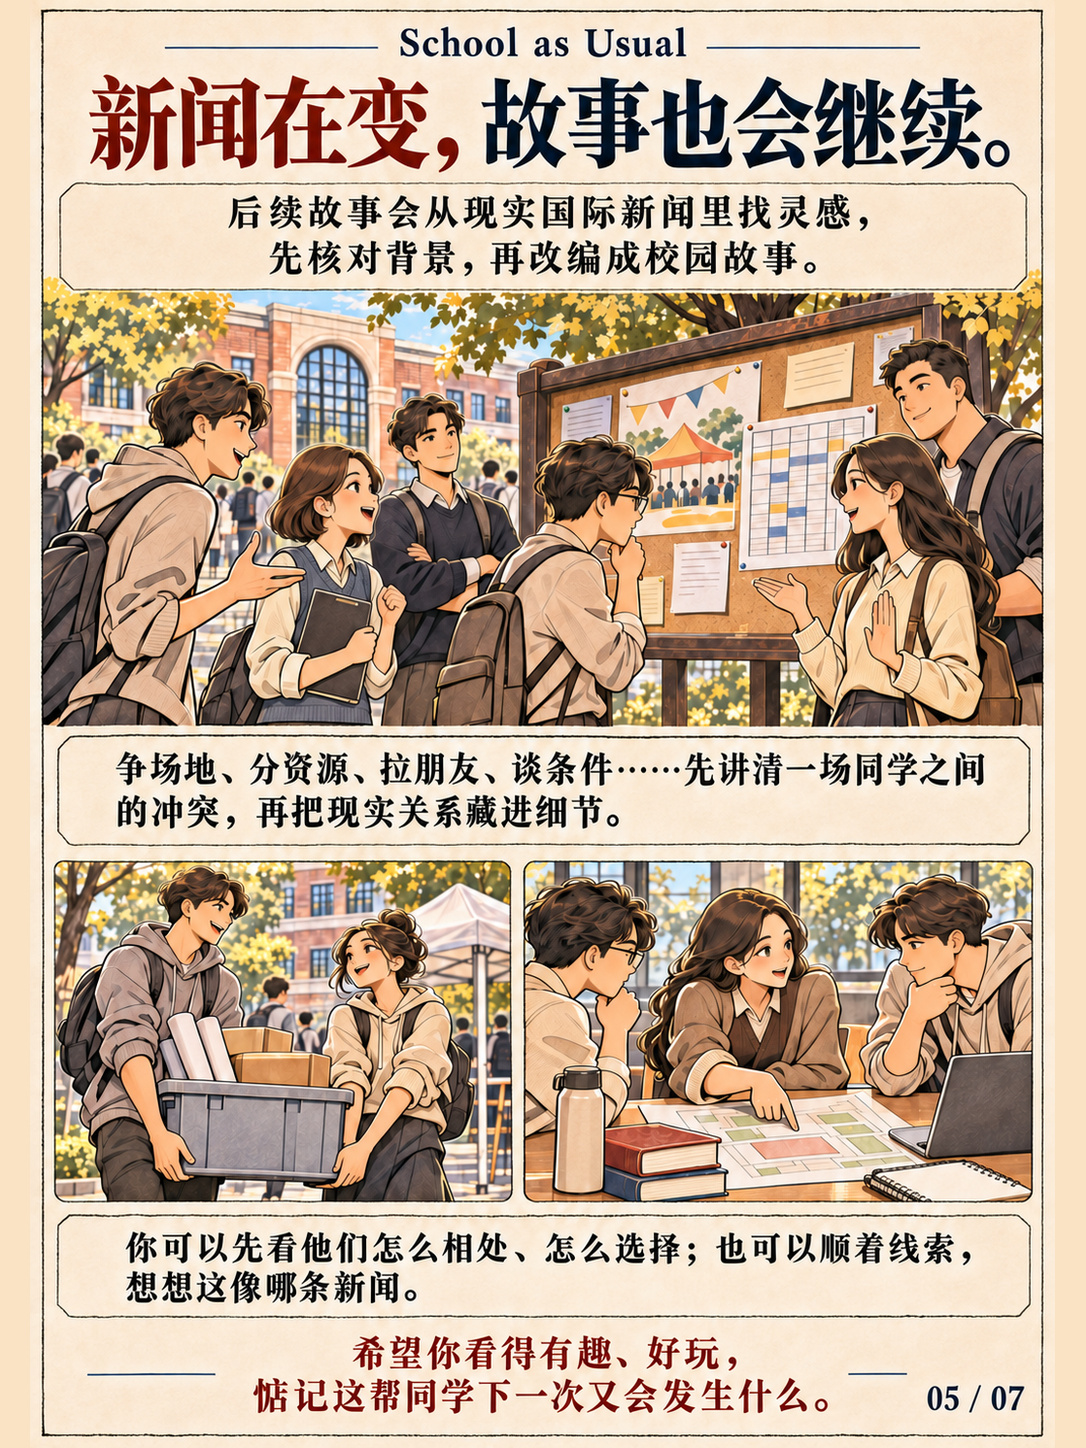 School as Usual
新闻在变，故事也会继续。
后续故事会从现实国际新闻里找灵感，
先核对背景，再改编成校园故事。
争场地、分资源、拉朋友、谈条件……先讲清一场同学之间
的冲突，再把现实关系藏进细节。
你可以先看他们怎么相处、怎么选择；也可以顺着线索，
想想这像哪条新闻。
希望你看得有趣、好玩，
惦记这帮同学下一次又会发生什么。
05 / 07